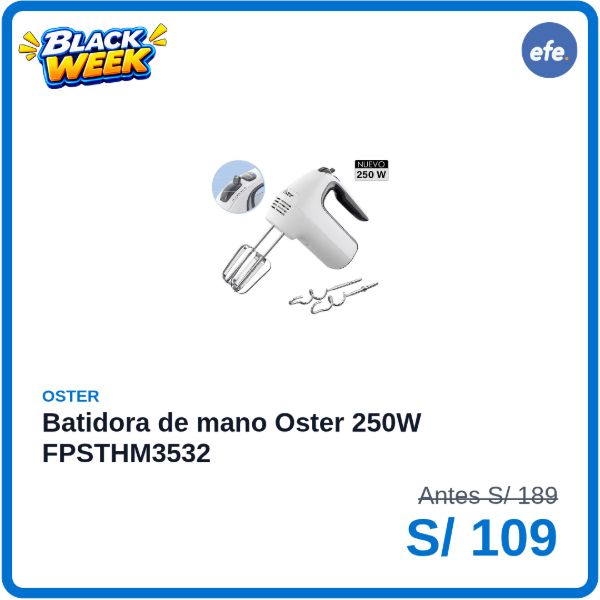 BLACK
WEEK
efe.
NUEVO
250 W
OSTER
Batidora de mano Oster 250W
FPSTHM3532
Antes S/ 189
S/ 109